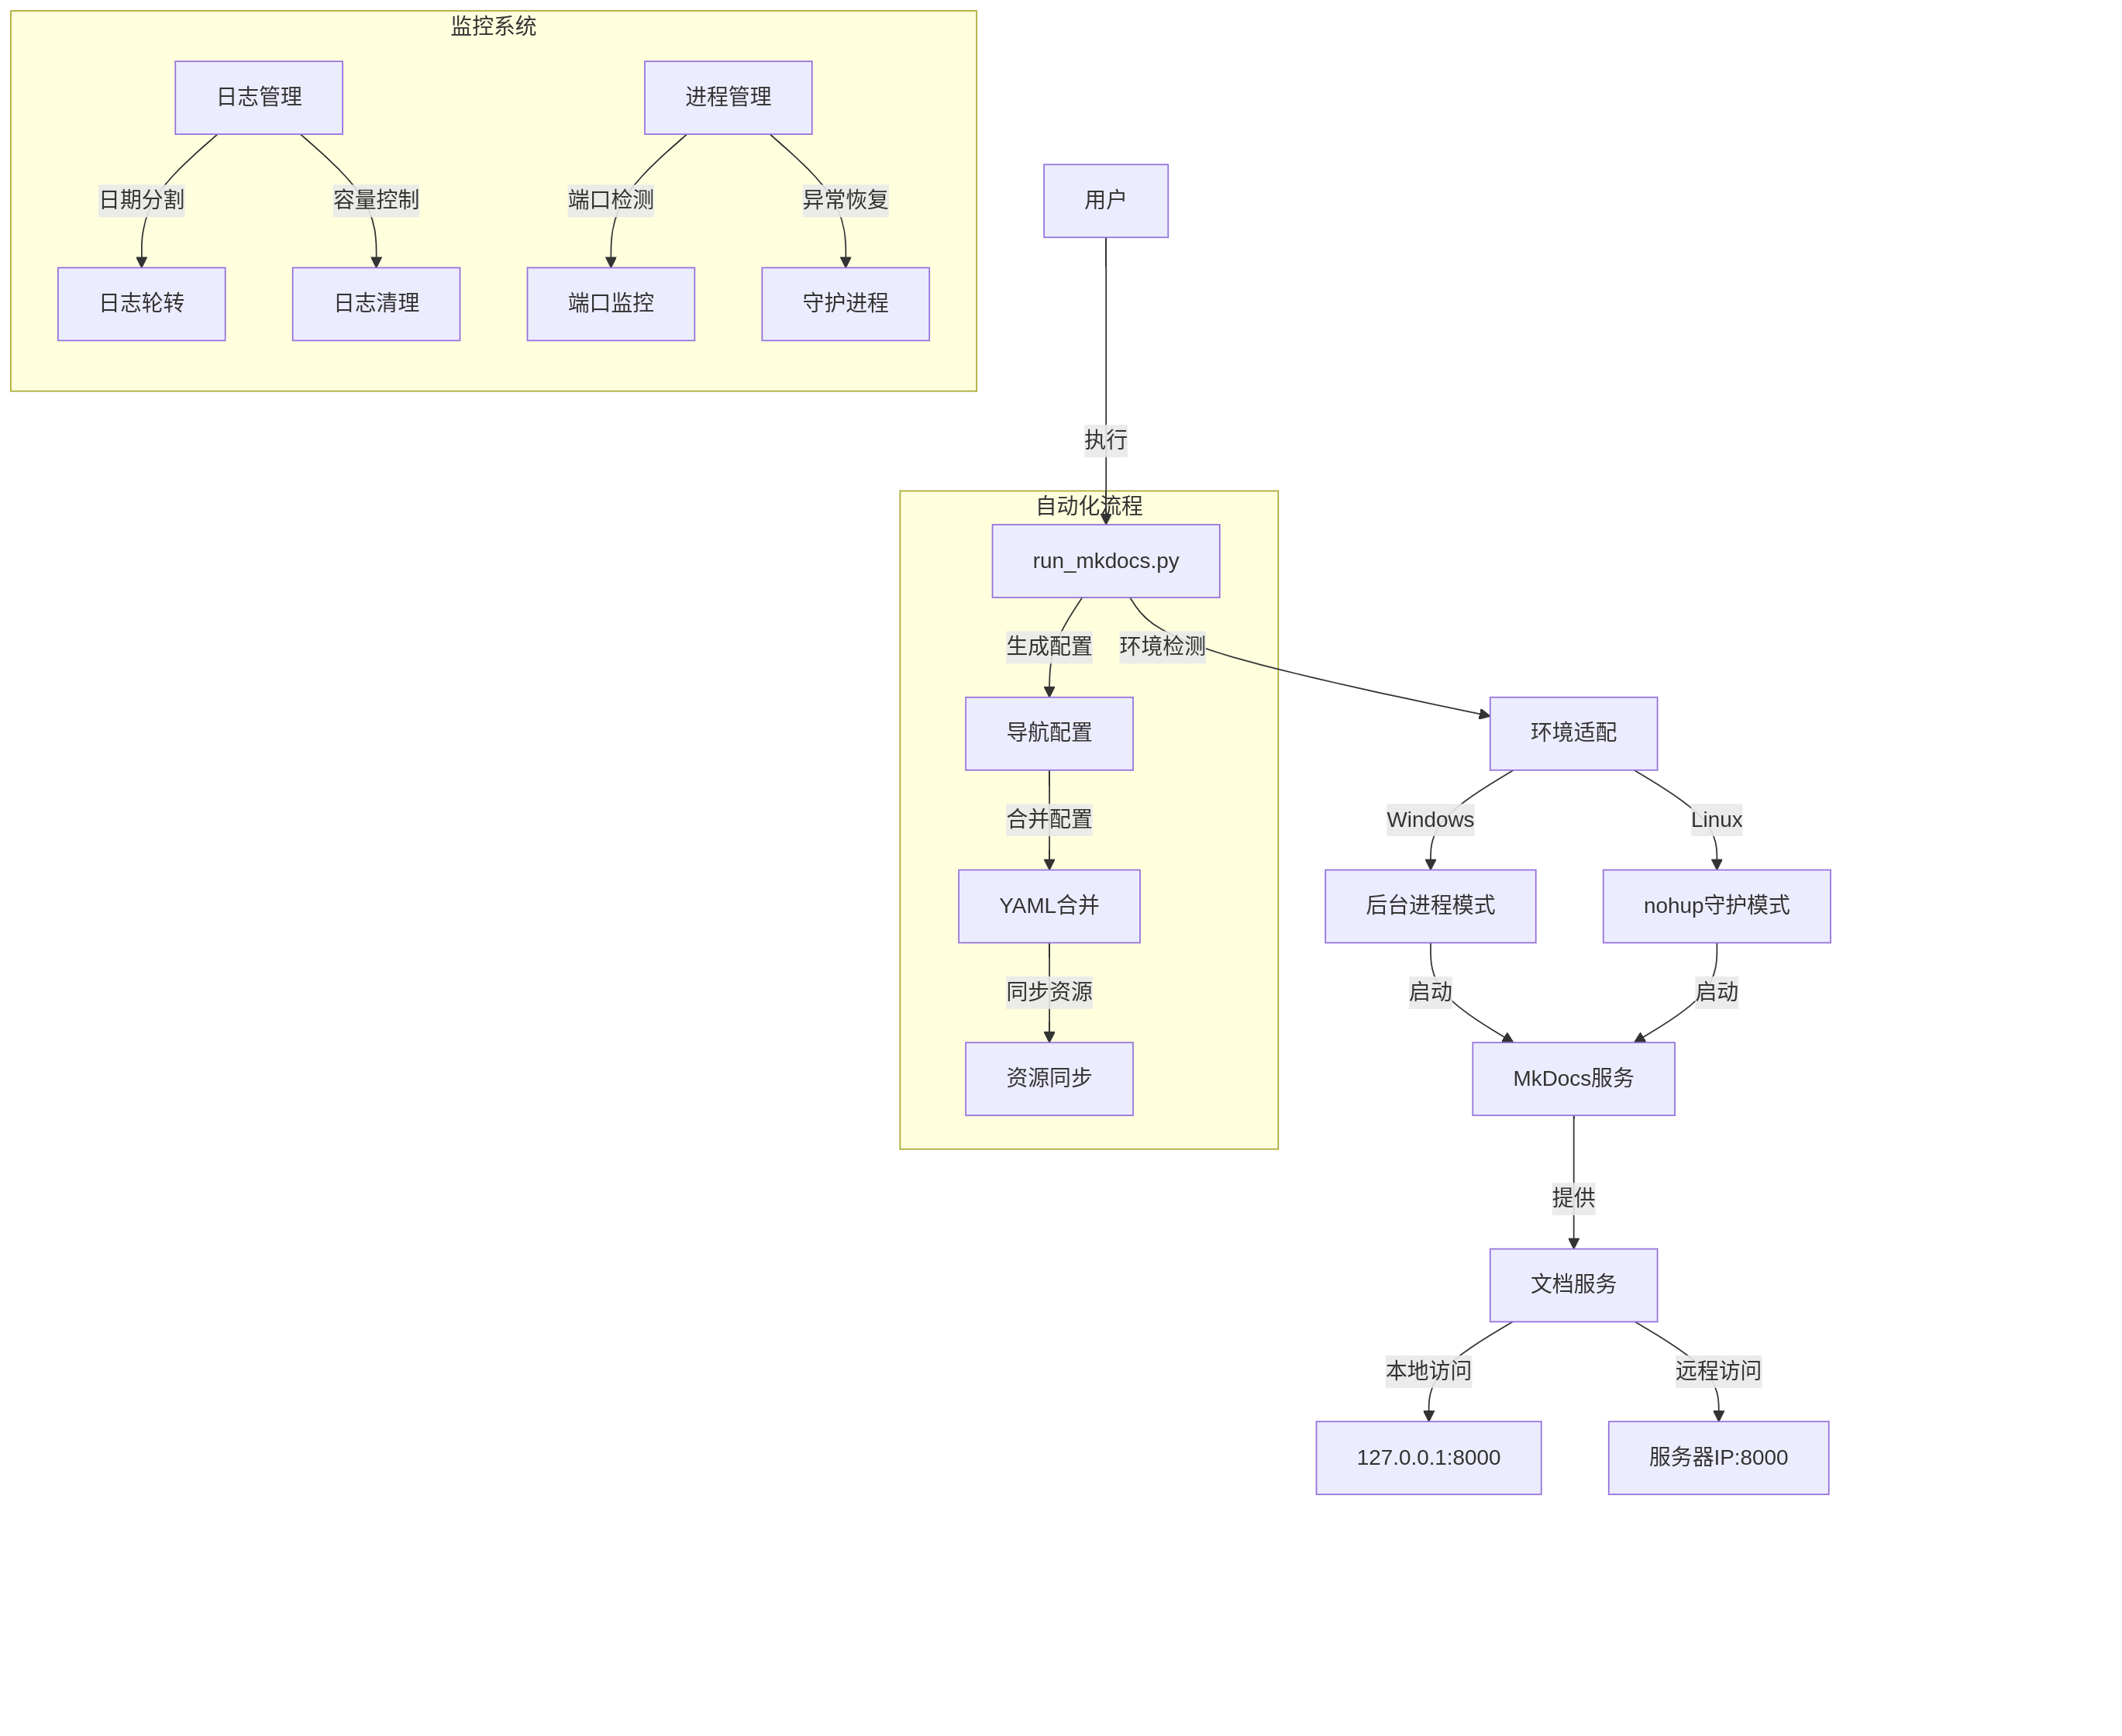 监控系统
日志管理
进程管理
日期分割
容量控制
端口检测
异常恢复
用户
日志轮转
日志清理
端口监控
守护进程
执行
自动化流程
run_mkdocs.py
生成配置
环境检测
导航配置
环境适配
合并配置
Windows
Linux
YAML合并
后台进程模式
nohup守护模式
同步资源
启动
启动
资源同步
MkDocs服务
提供
文档服务
本地访问
远程访问
127.0.0.1:8000
服务器IP:8000